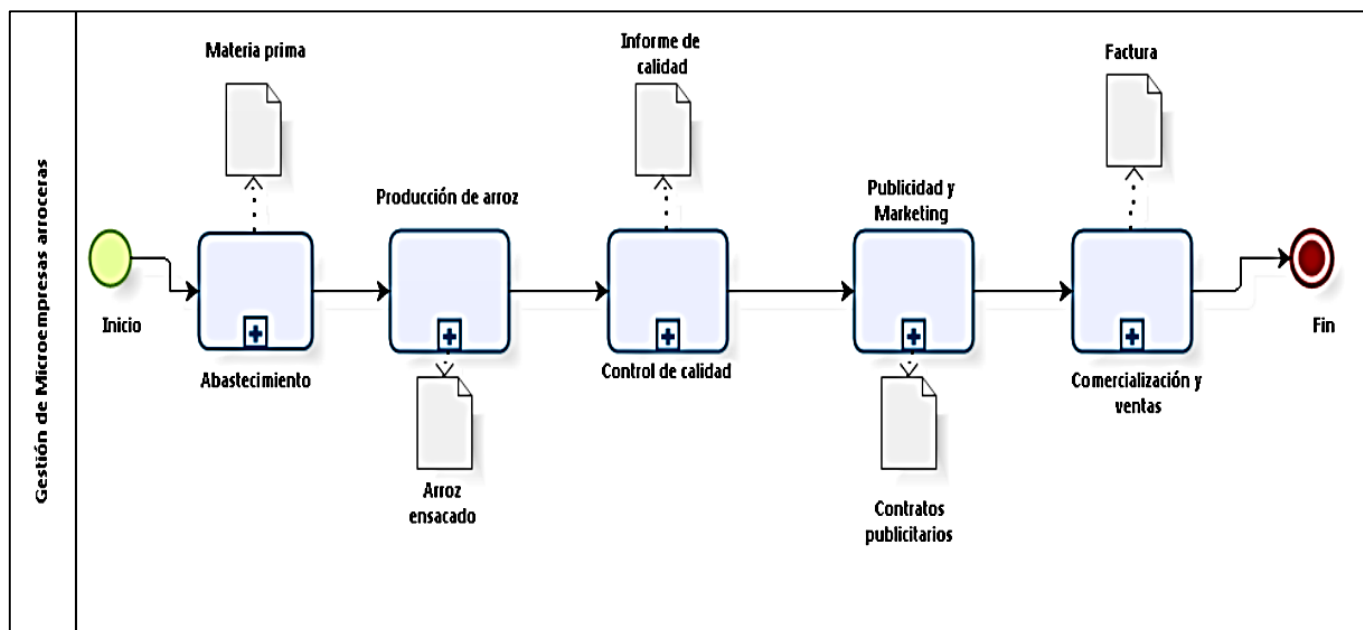 Gestión de Microempresas arroceras
Inicio
Materia prima
Abastecimiento
Producción de arroz
Arroz
ensacado
Informe de
calidad
Control de calidad
Publicidad y
Marketing
Contratos
publicitarios
Factura
Comercialización y
ventas
Fin